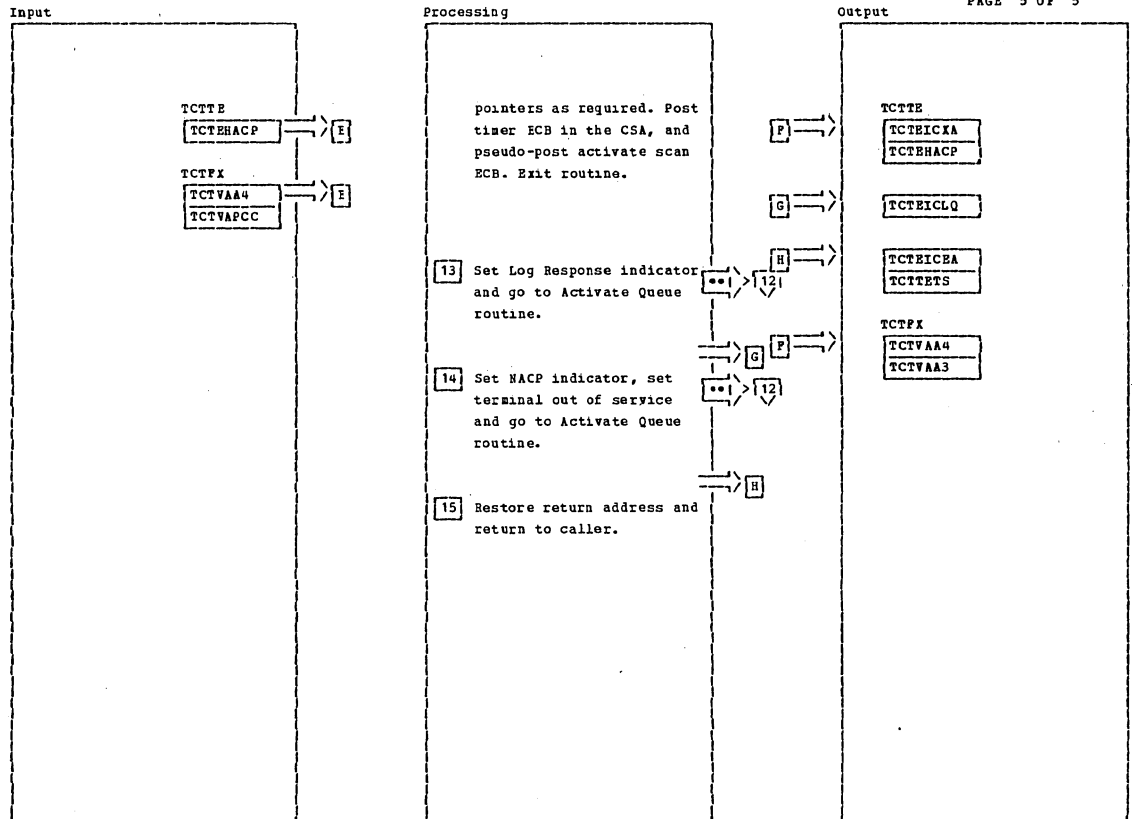 PAGE 5 OF 5
Input
Processing
Output
TCTTE
TCTEHACP
E
TCTPX
TCTVAA4
TCTVAPCC
E
pointers as required. Post
timer ECB in the CSA, and
pseudo-post activate scan
ECB. Exit routine.
13 Set Log Response indicator
and go to Activate Queue
routine.
•• 12
G
14 Set NACP indicator, set
terminal out of service
and go to Activate Queue
routine.
•• 12
H
15 Restore return address and
return to caller.
F
TCTTE
TCTEICXA
TCTEHACP
G
TCTEICLQ
H
TCTEICEA
TCTTETS
F
TCTPX
TCTVAA4
TCTVAA3